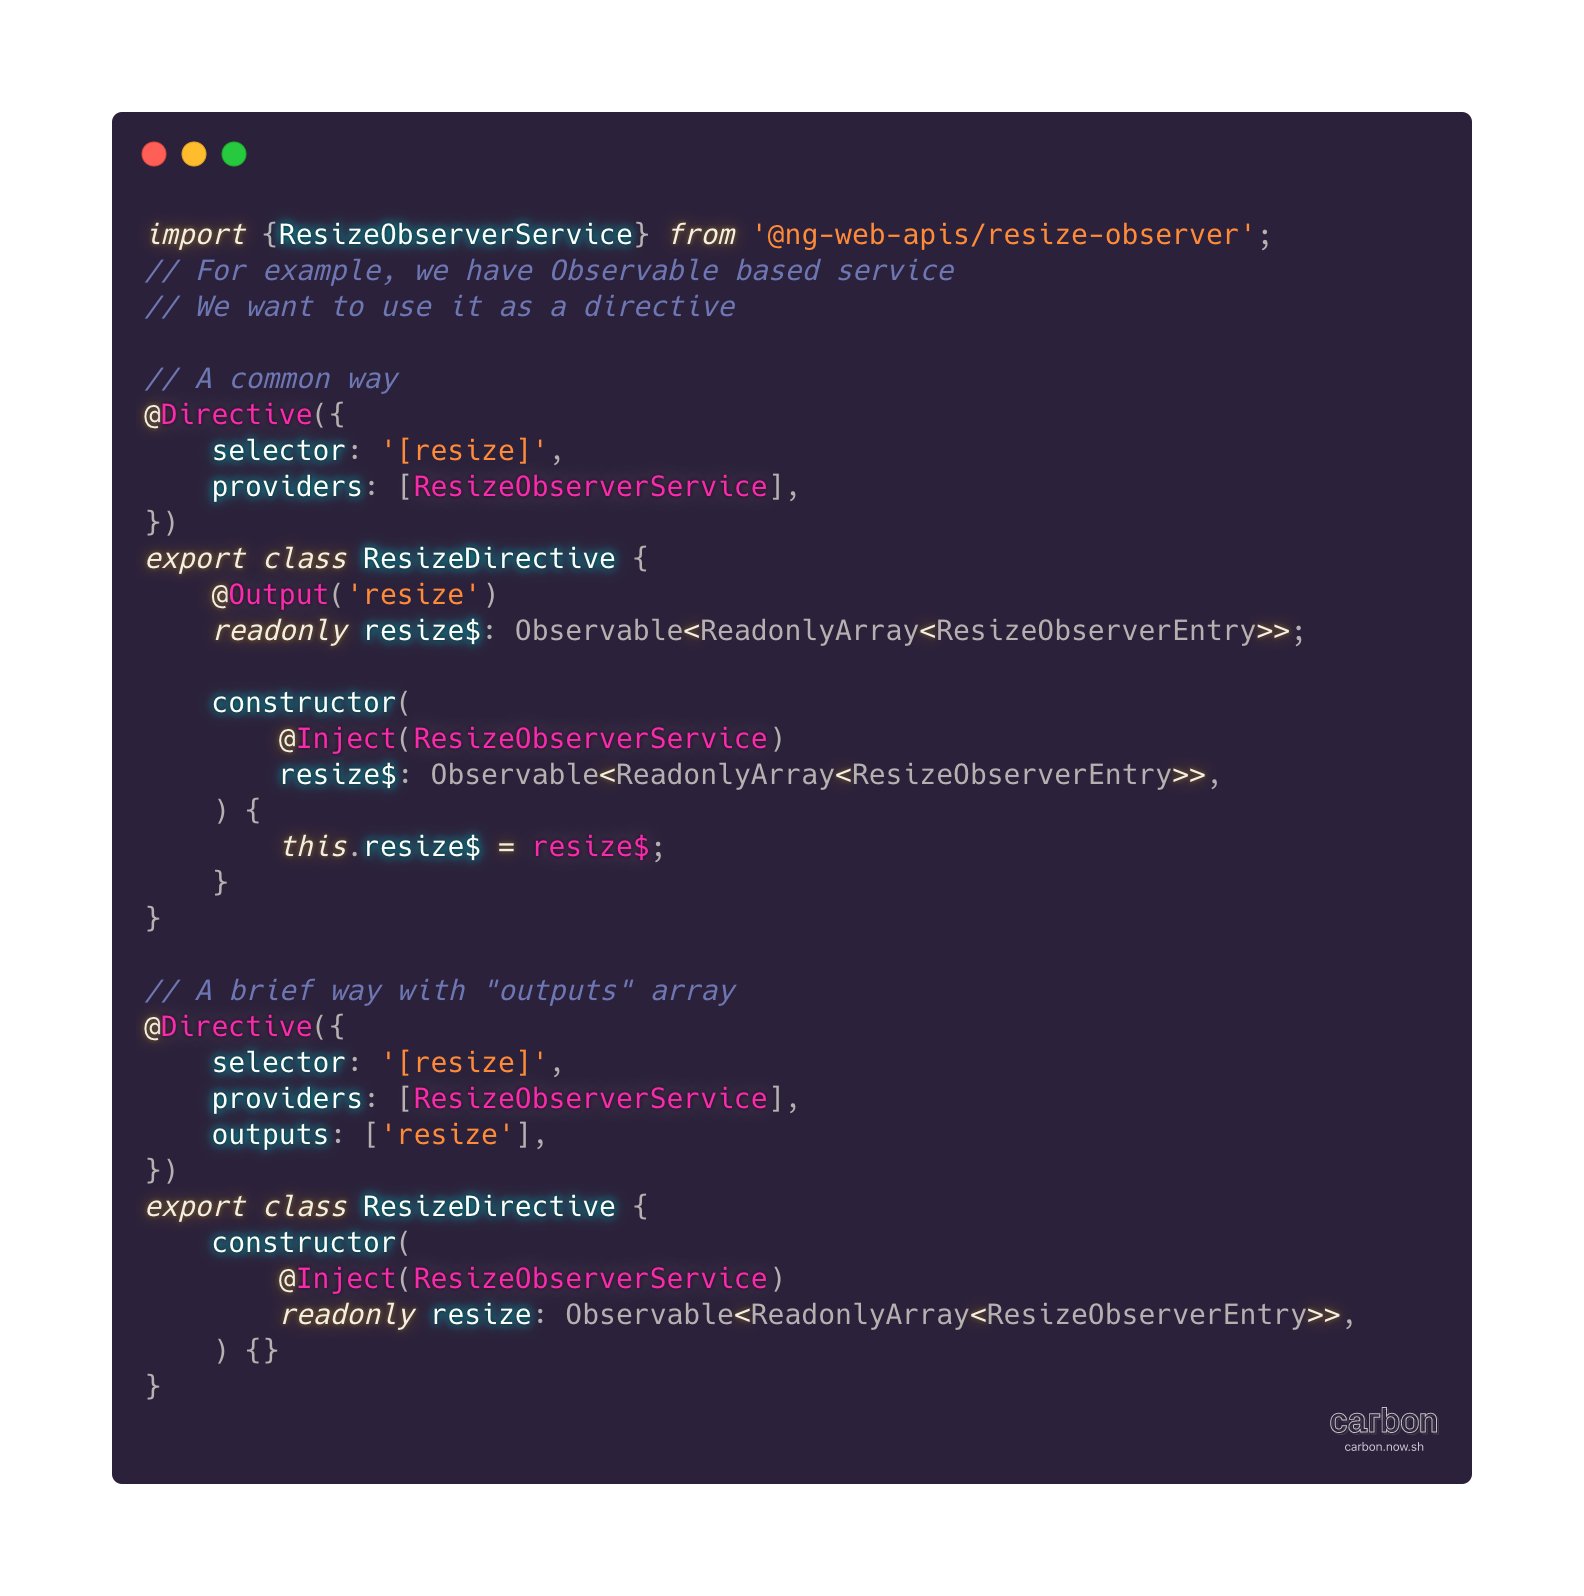 import {ResizeObserverService} from '@ng-web-apis/resize-observer';
// For example, we have Observable based service
// We want to use it as a directive

// A common way
@Directive({
    selector: '[resize]',
    providers: [ResizeObserverService],
})
export class ResizeDirective {
    @Output('resize')
    readonly resize$: Observable<ReadonlyArray<ResizeObserverEntry>>;

    constructor(
        @Inject(ResizeObserverService)
        resize$: Observable<ReadonlyArray<ResizeObserverEntry>>,
    ) {
        this.resize$ = resize$;
    }
}

// A brief way with "outputs" array
@Directive({
    selector: '[resize]',
    providers: [ResizeObserverService],
    outputs: ['resize'],
})
export class ResizeDirective {
    constructor(
        @Inject(ResizeObserverService)
        readonly resize: Observable<ReadonlyArray<ResizeObserverEntry>>,
    ) {}
}
carbon
carbon.now.sh